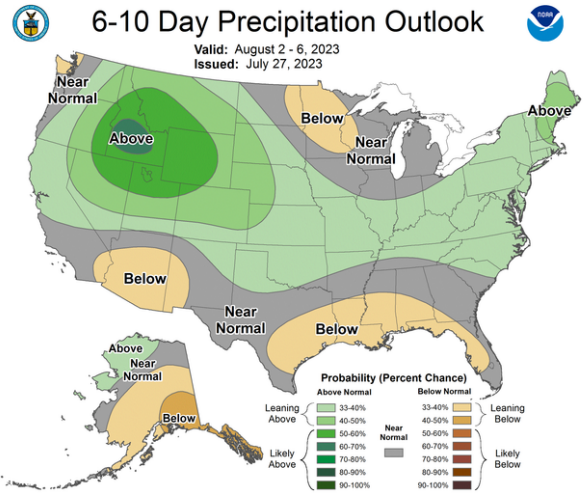 6-10 Day Precipitation Outlook
Valid: August 2 - 6, 2023
Issued: July 27, 2023
NOAA
Near
Normal
Above
Below
Near
Normal
Above
Below
Near
Normal
Below
Above
Near
Normal
Below
Probability (Percent Chance)
Above Normal
Below Normal
Leaning
Above
33-40%
40-50%
Likely
Above
50-60%
60-70%
70-80%
80-90%
90-100%
Near
Normal
33-40%
40-50%
Leaning
Below
50-60%
60-70%
70-80%
80-90%
90-100%
Likely
Below